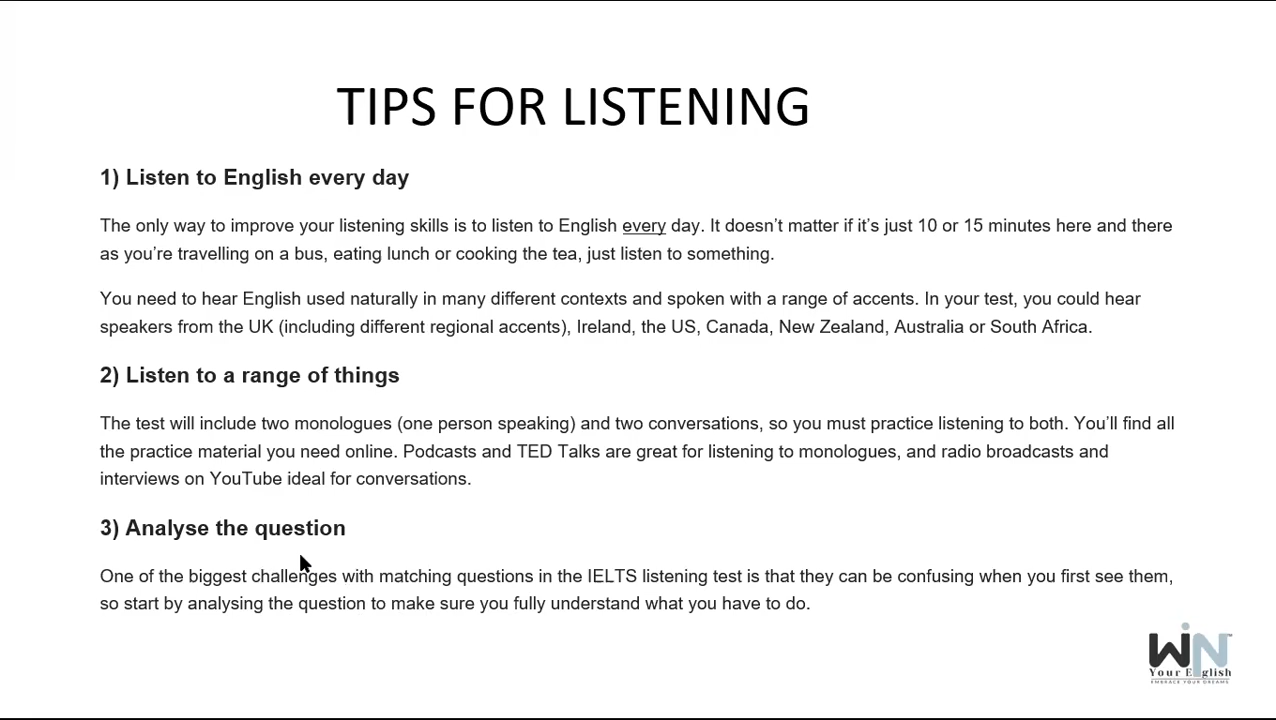 TIPS FOR LISTENING
1) Listen to English every day
The only way to improve your listening skills is to listen to English every day. It doesn’t matter if it’s just 10 or 15 minutes here and there
as you’re travelling on a bus, eating lunch or cooking the tea, just listen to something.
You need to hear English used naturally in many different contexts and spoken with a range of accents. In your test, you could hear
speakers from the UK (including different regional accents), Ireland, the US, Canada, New Zealand, Australia or South Africa.
2) Listen to a range of things
The test will include two monologues (one person speaking) and two conversations, so you must practice listening to both. You’ll find all
the practice material you need online. Podcasts and TED Talks are great for listening to monologues, and radio broadcasts and
interviews on YouTube ideal for conversations.
3) Analyse the question
One of the biggest challenges with matching questions in the IELTS listening test is that they can be confusing when you first see them,
so start by analysing the question to make sure you fully understand what you have to do.
WiN™
Your English
EMBRACE YOUR DREAMS